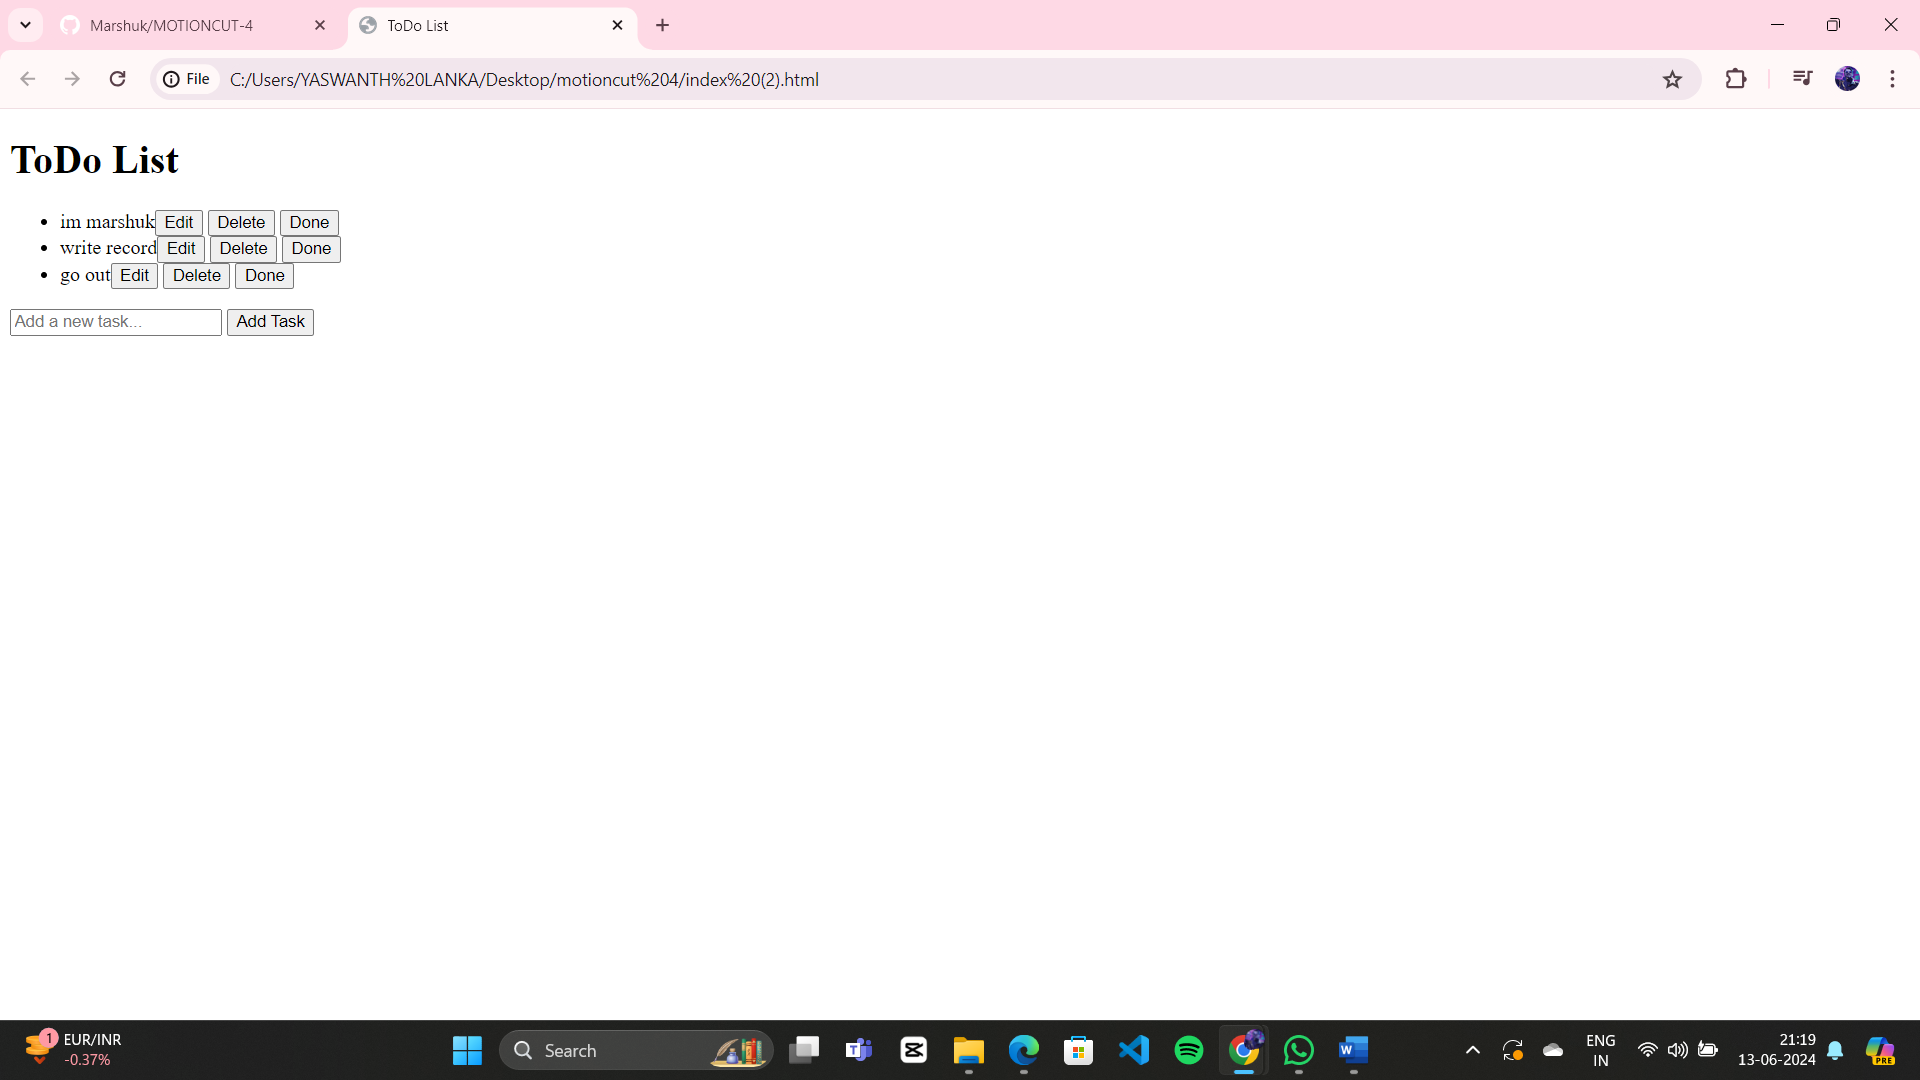 Marshuk/MOTIONCUT-4
ToDo List
File C:/Users/YASWANTH%20LANKA/Desktop/motioncut%204/index%20(2).html
ToDo List
im marshuk Edit Delete Done
write record Edit Delete Done
go out Edit Delete Done
Add a new task... Add Task
1
EUR/INR
-0.37%
Search
ENG
IN
21:19
13-06-2024
PRE